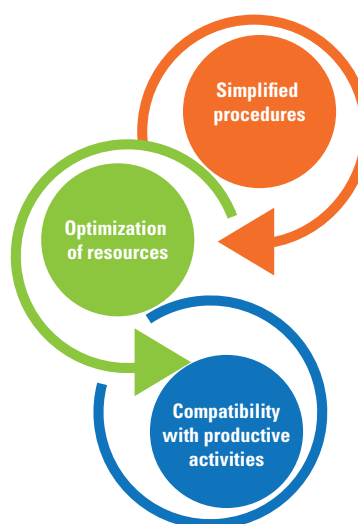 Simplified
procedures
Optimization
of resources
Compatibility
with productive
activities